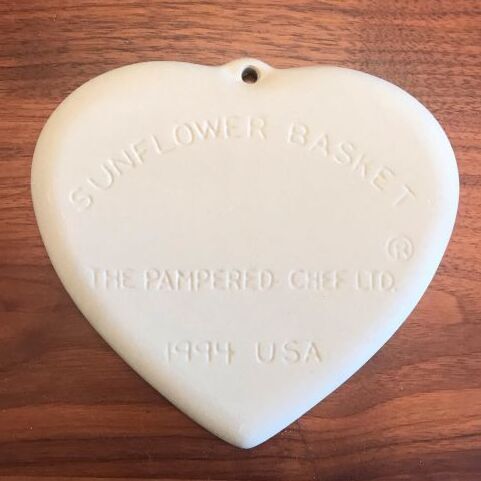 SUNFLOWER BASKET
®
THE PAMPERED CHEF LTD.
1994 USA